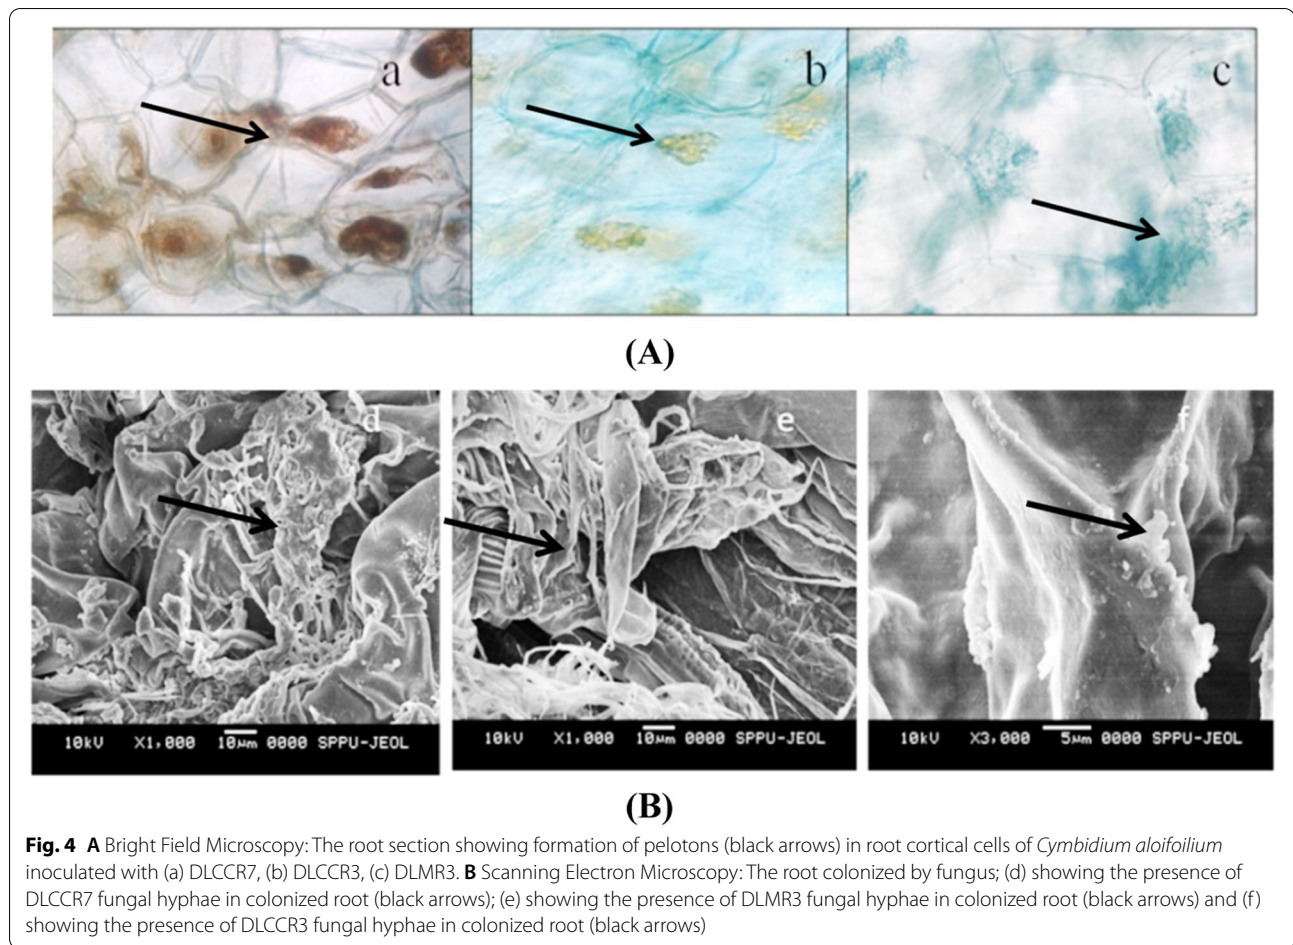 a
b
c
(A)
d
e
f
10kV X1,000 10μm 0000 SPPU-JEOL
10kV X1,000 10μm 0000 SPPU-JEOL
10kV X3,000 5μm 0000 SPPU-JEOL
(B)
Fig. 4 A Bright Field Microscopy: The root section showing formation of pelotons (black arrows) in root cortical cells of Cymbidium aloifoilium
inoculated with (a) DLCCR7, (b) DLCCR3, (c) DLMR3. B Scanning Electron Microscopy: The root colonized by fungus; (d) showing the presence of
DLCCR7 fungal hyphae in colonized root (black arrows); (e) showing the presence of DLMR3 fungal hyphae in colonized root (black arrows) and (f)
showing the presence of DLCCR3 fungal hyphae in colonized root (black arrows)